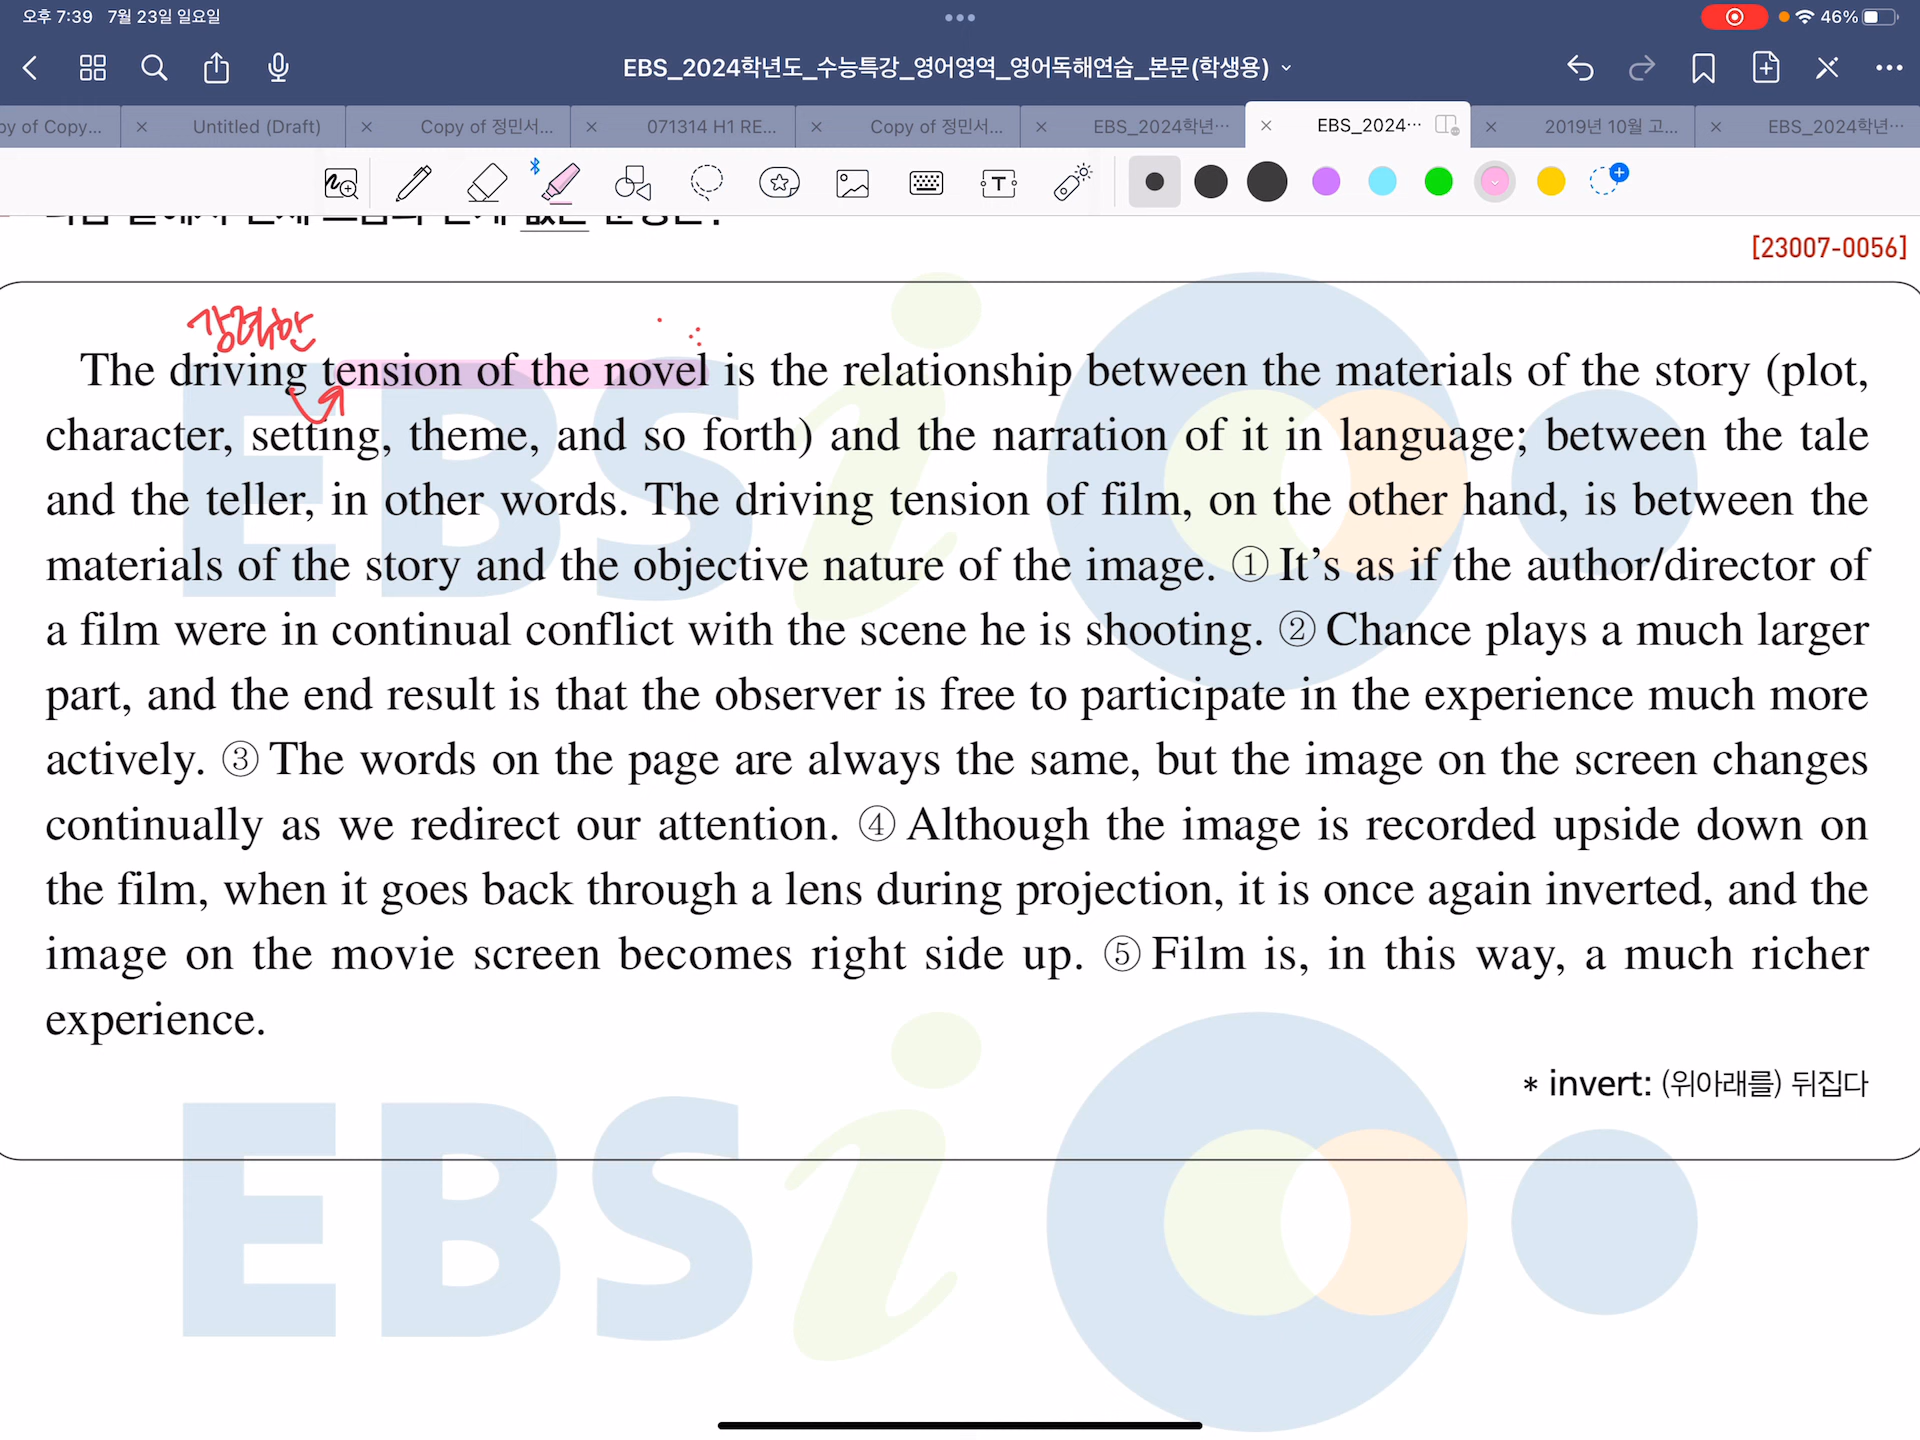 오후 7:39 7월 23일 일요일
46%
EBS_2024학년도_수능특강_영어영역_영어독해연습_본문(학생용)
py of Copy... Untitled (Draft) Copy of 정민서... 071314 H1 RE... Copy of 정민서... EBS_2024학년… EBS_2024… 2019년 10월 고... EBS_2024학년…
없는
[23007-0056]
강력한
The driving tension of the novel is the relationship between the materials of the story (plot,
character, setting, theme, and so forth) and the narration of it in language; between the tale
and the teller, in other words. The driving tension of film, on the other hand, is between the
materials of the story and the objective nature of the image. ① It's as if the author/director of
a film were in continual conflict with the scene he is shooting. ② Chance plays a much larger
part, and the end result is that the observer is free to participate in the experience much more
actively. ③ The words on the page are always the same, but the image on the screen changes
continually as we redirect our attention. ④ Although the image is recorded upside down on
the film, when it goes back through a lens during projection, it is once again inverted, and the
image on the movie screen becomes right side up. ⑤ Film is, in this way, a much richer
experience.
* invert: (위아래를) 뒤집다
EBSi
EBSi